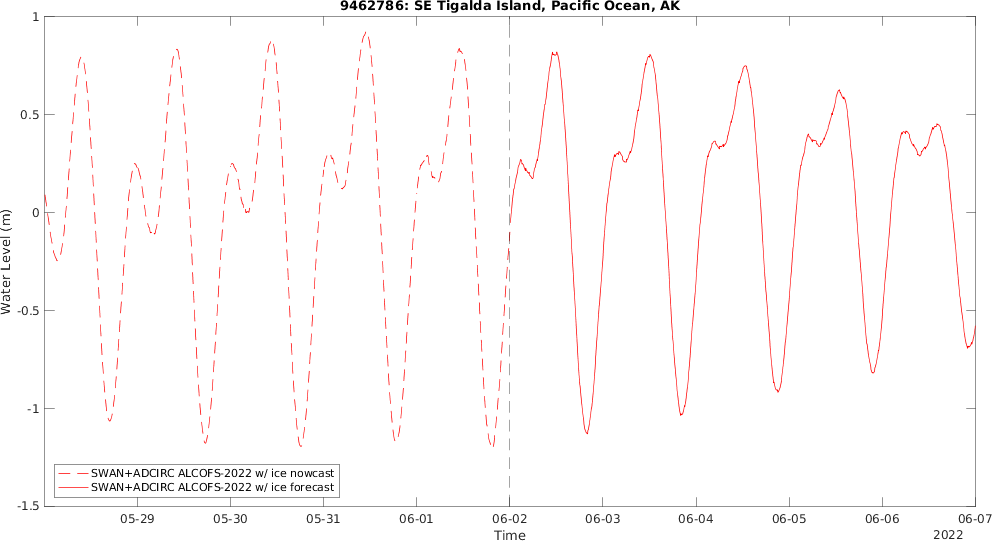 9462786: SE Tigalda Island, Pacific Ocean, AK
1
0.5
0
-0.5
-1
-1.5
Water Level (m)
SWAN+ADCIRC ALCOFS-2022 w/ ice nowcast
SWAN+ADCIRC ALCOFS-2022 w/ ice forecast
05-29 05-30 05-31 06-01 06-02 06-03 06-04 06-05 06-06 06-07
Time
2022